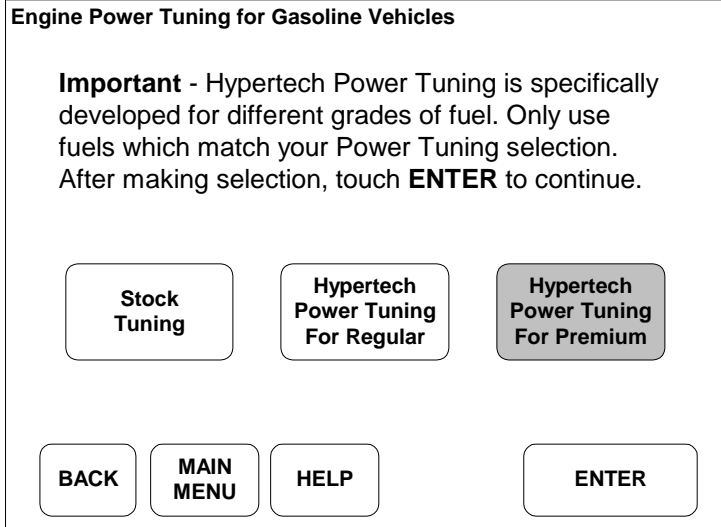 Engine Power Tuning for Gasoline Vehicles
Important - Hypertech Power Tuning is specifically
developed for different grades of fuel. Only use
fuels which match your Power Tuning selection.
After making selection, touch ENTER to continue.
Stock
Tuning
Hypertech
Power Tuning
For Regular
Hypertech
Power Tuning
For Premium
BACK
MAIN
MENU
HELP
ENTER